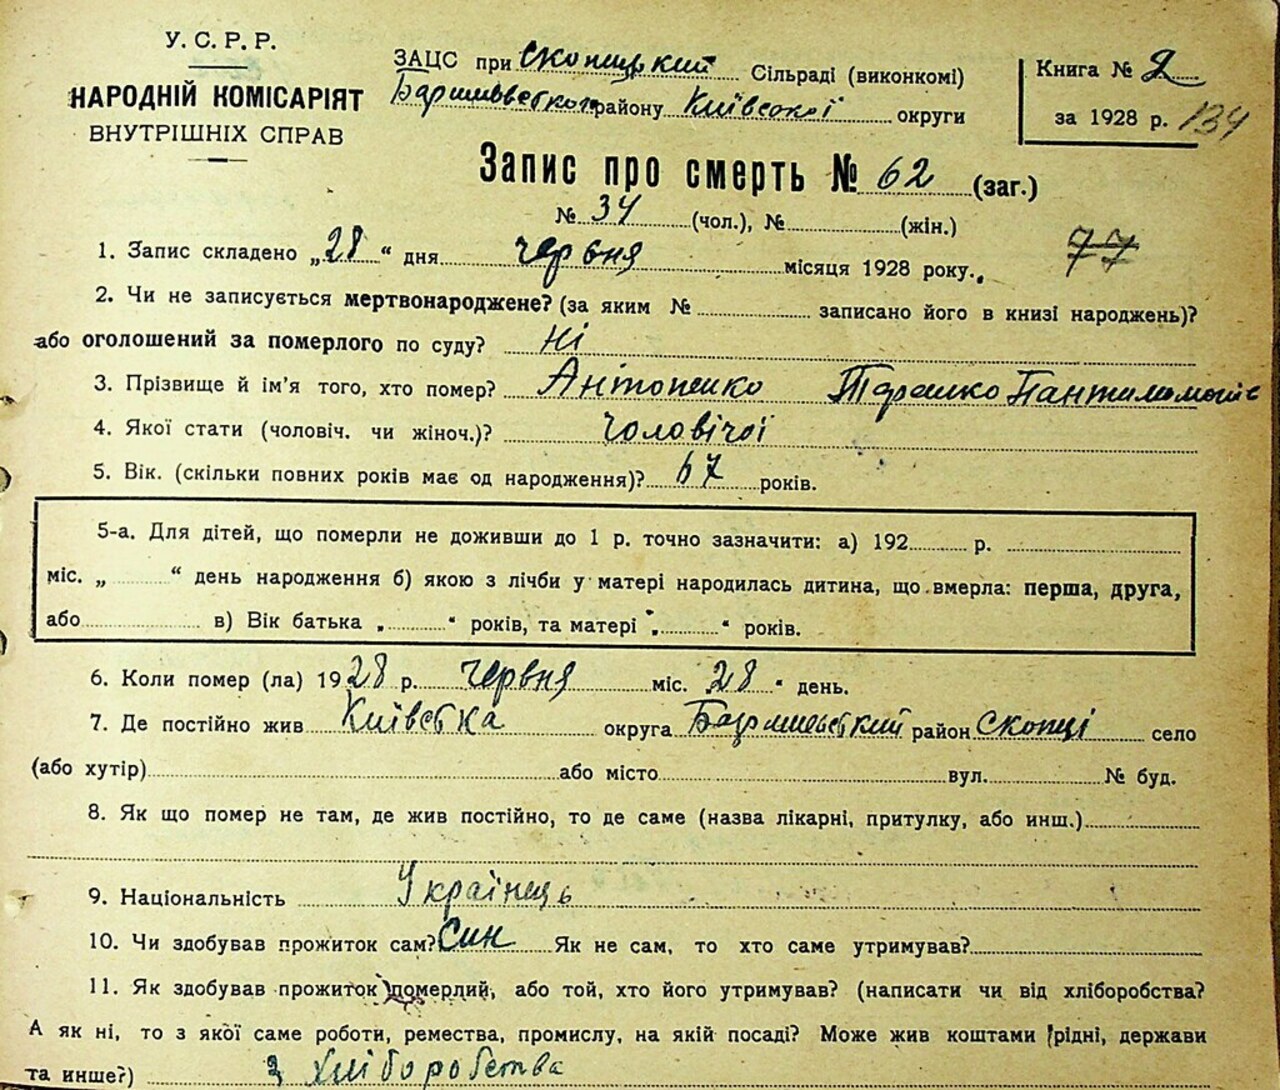 У. С. Р. Р.
НАРОДНІЙ КОМІСАРІЯТ
ВНУТРІШНІХ СПРАВ
ЗАЦС при Скопицький Сільраді (виконкомі)
Баришівського району Київської округи
Книга № 2
за 1928 р. 134
Запис про смерть № 62 (заг.)
№ 34 (чол.), № (жін.)
77
1. Запис складено „28“ дня червня місяця 1928 року.
2. Чи не записується мертвонароджене? (за яким № записано його в книзі народжень)?
або оголошений за померлого по суду? Ні
3. Прізвище й ім'я того, хто помер? Антопенко Пантилимонів
4. Якої стати (чоловіч. чи жіноч.)? Чоловічої
5. Вік. (скільки повних років має од народження)? 67 років.
5-а. Для дітей, що померли не доживши до 1 р. точно зазначити: а) 192 р.
міс. „ “ день народження б) якою з лічби у матері народилась дитина, що вмерла: перша, друга,
або в) Вік батька „ “ років, та матері „ “ років.
6. Коли помер (ла) 1928 р. червня міс. „28“ день.
7. Де постійно жив Київська округа Баришевський район Скопці село
(або хутір) або місто вул. № буд.
8. Як що помер не там, де жив постійно, то де саме (назва лікарні, притулку, або инш.)
9. Національність Українець
10. Чи здобував прожиток сам? Син Як не сам, то хто саме утримував?
11. Як здобував прожиток померлий, або той, хто його утримував? (написати чи від хліборобства?
А як ні, то з якої саме роботи, ремества, промислу, на якій посаді? Може жив коштами рідні, держави
та инше?) з Хліборобства